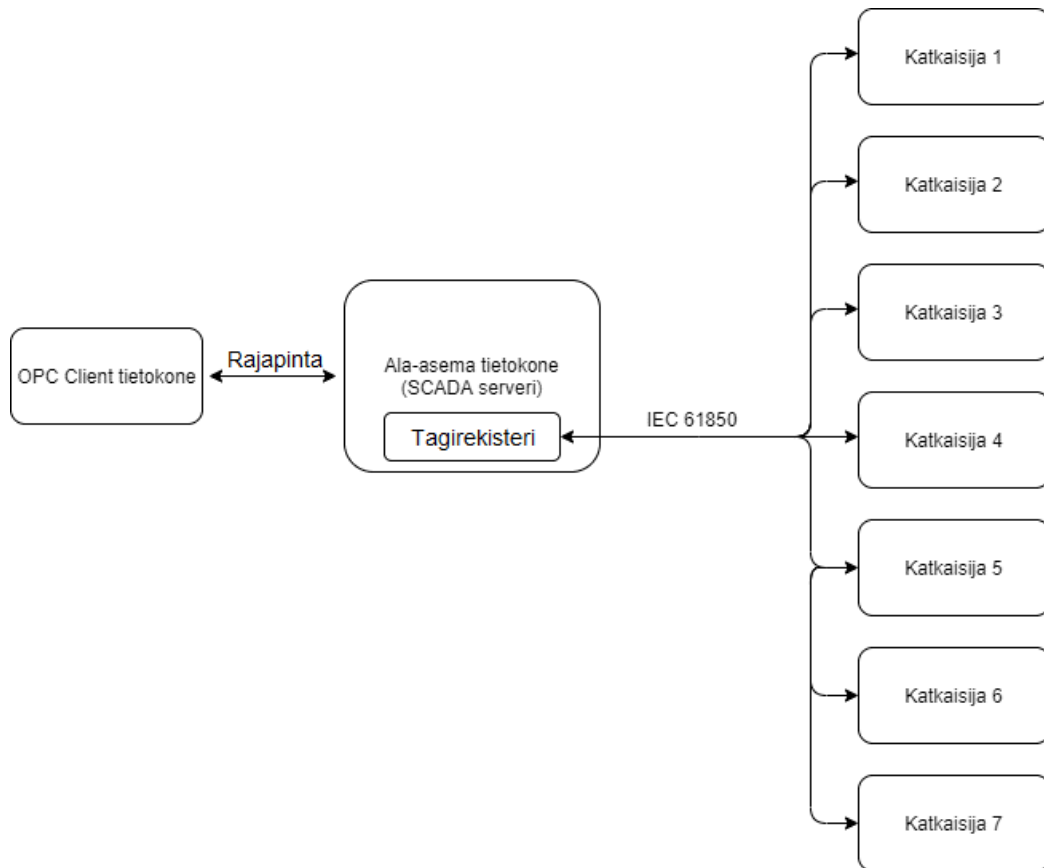 Katkaisija 1
Katkaisija 2
Katkaisija 3
OPC Client tietokone
Rajapinta
Ala-asema tietokone
(SCADA serveri)
Tagirekisteri
IEC 61850
Katkaisija 4
Katkaisija 5
Katkaisija 6
Katkaisija 7